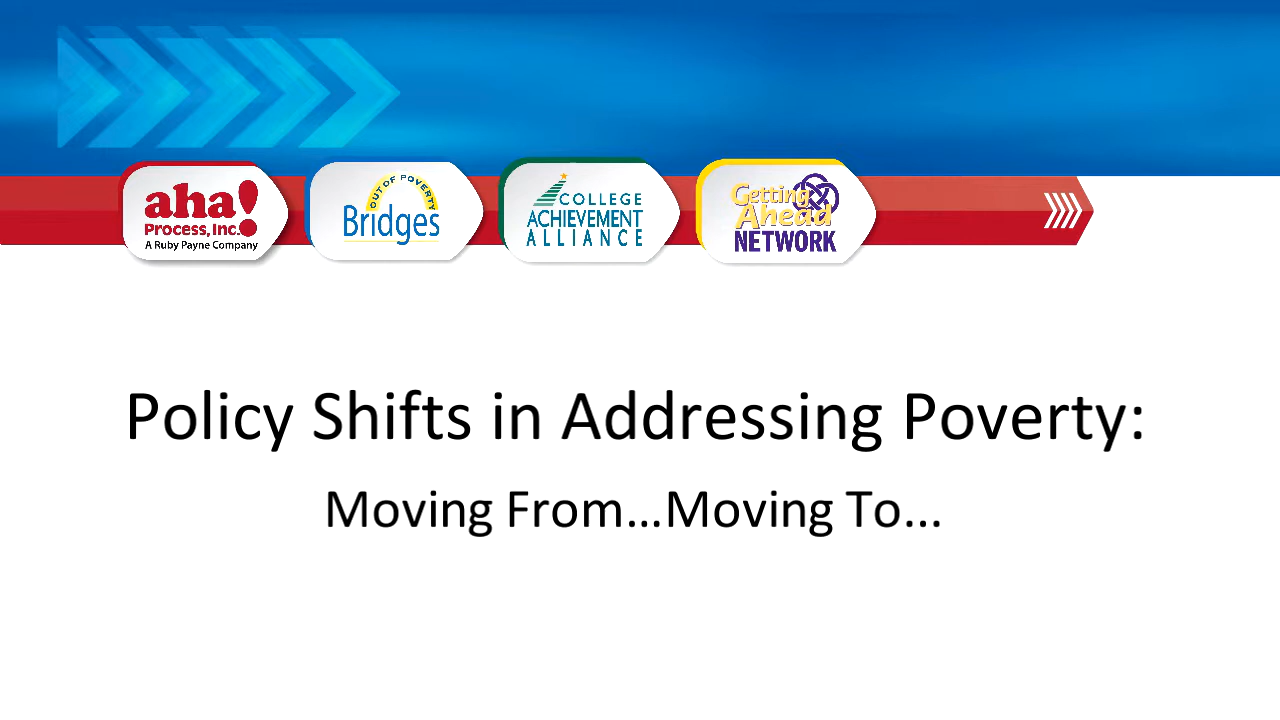 aha!
PROCESS, INC.
A Ruby Payne Company
OUT OF POVERTY
Bridges
COLLEGE
ACHIEVEMENT
ALLIANCE
Getting
Ahead
NETWORK
Policy Shifts in Addressing Poverty:
Moving From...Moving To...